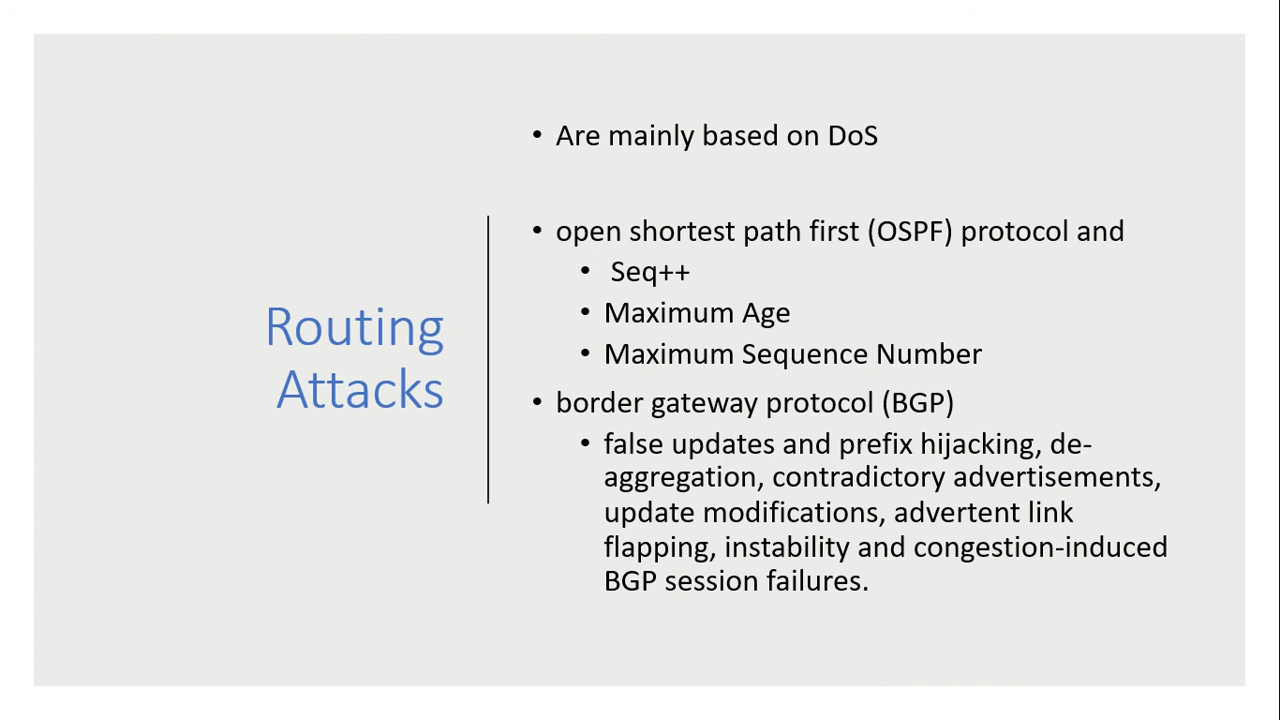 Routing
Attacks
• Are mainly based on DoS
• open shortest path first (OSPF) protocol and
• Seq++
• Maximum Age
• Maximum Sequence Number
• border gateway protocol (BGP)
• false updates and prefix hijacking, de-
aggregation, contradictory advertisements,
update modifications, advertent link
flapping, instability and congestion-induced
BGP session failures.